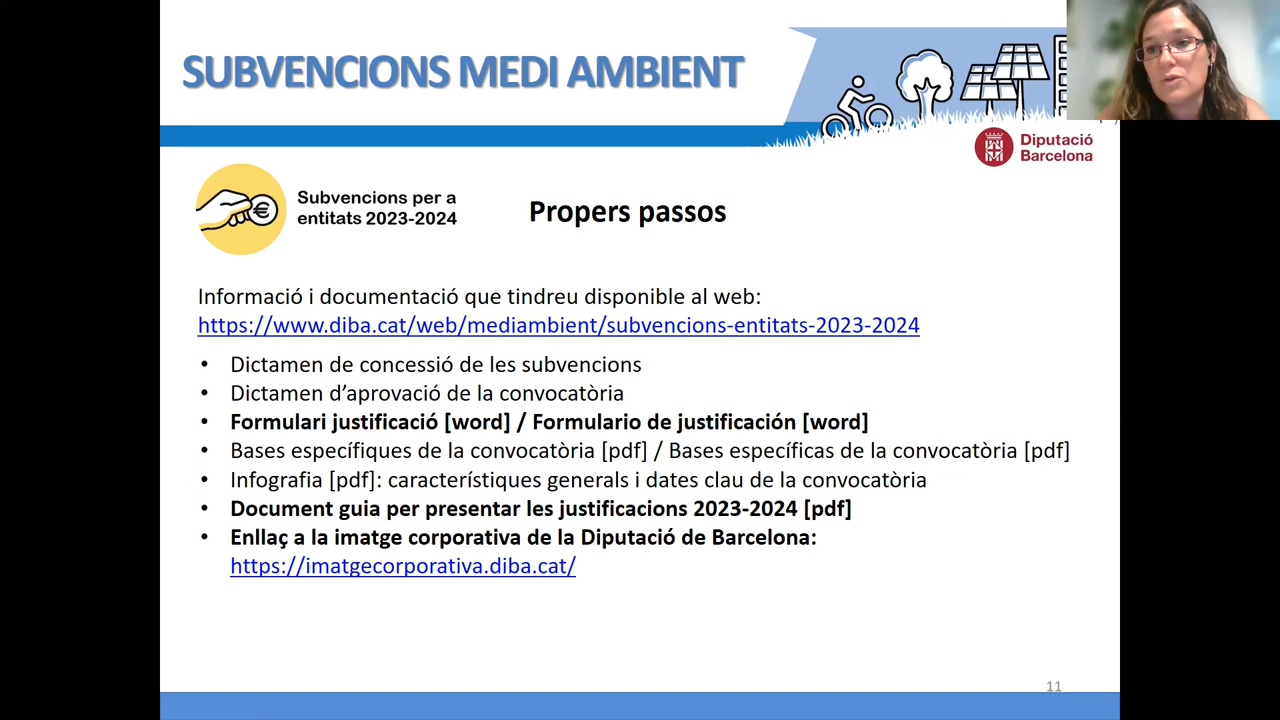 SUBVENCIONS MEDI AMBIENT
Diputació
Barcelona
Subvencions per a
entitats 2023-2024
Propers passos
Informació i documentació que tindreu disponible al web:
https://www.diba.cat/web/mediambient/subvencions-entitats-2023-2024
• Dictamen de concessió de les subvencions
• Dictamen d’aprovació de la convocatòria
• Formulari justificació [word] / Formulario de justificación [word]
• Bases específiques de la convocatòria [pdf] / Bases específicas de la convocatòria [pdf]
• Infografia [pdf]: característiques generals i dates clau de la convocatòria
• Document guia per presentar les justificacions 2023-2024 [pdf]
• Enllaç a la imatge corporativa de la Diputació de Barcelona:
https://imatgecorporativa.diba.cat/
11